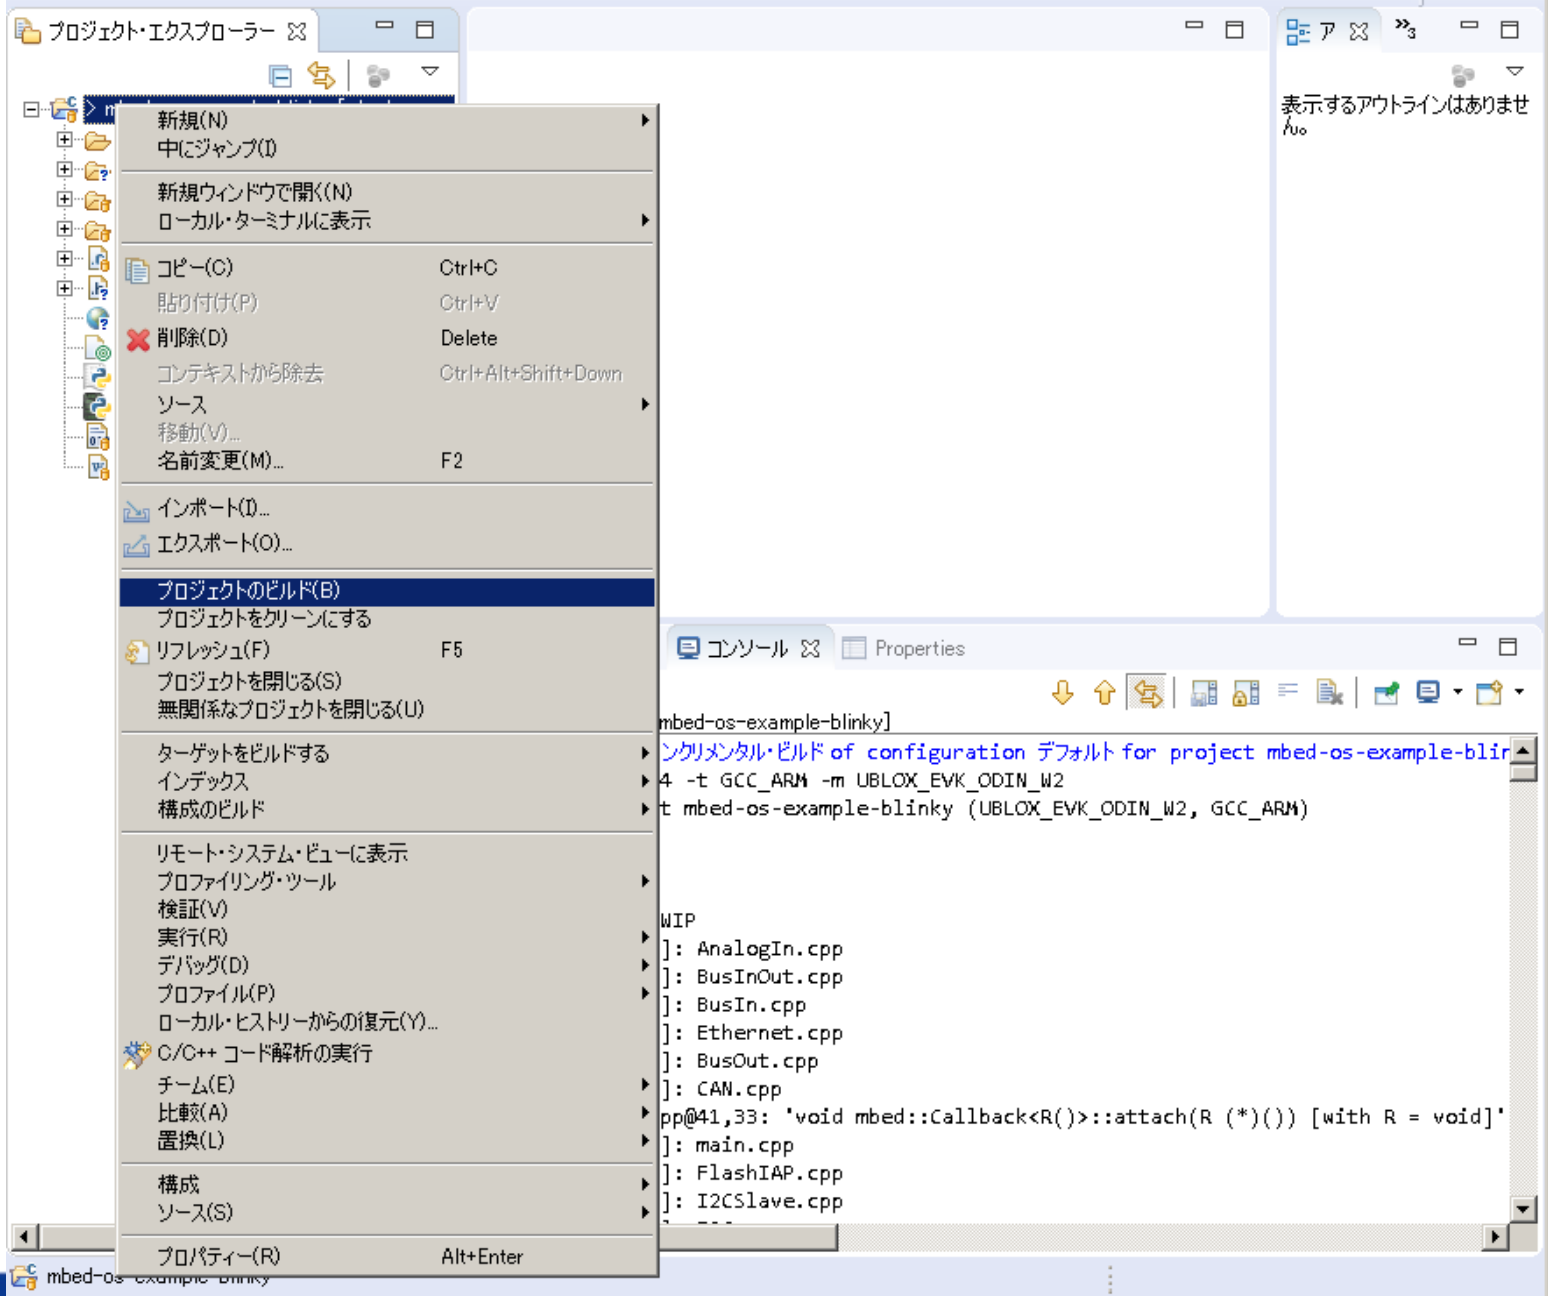 プロジェクト・エクスプローラー
ア
»3
表示するアウトラインはありませ
ん。
> m
新規(N)
中にジャンプ(I)
新規ウィンドウで開く(N)
ローカル・ターミナルに表示
コピー(C) Ctrl+C
貼り付け(P) Ctrl+V
削除(D) Delete
コンテキストから除去 Ctrl+Alt+Shift+Down
ソース
移動(V)...
名前変更(M)... F2
インポート(I)...
エクスポート(O)...
プロジェクトのビルド(B)
プロジェクトをクリーンにする
リフレッシュ(F) F5
プロジェクトを閉じる(S)
無関係なプロジェクトを閉じる(U)
ターゲットをビルドする
インデックス
構成のビルド
リモート・システム・ビューに表示
プロファイリング・ツール
検証(V)
実行(R)
デバッグ(D)
プロファイル(P)
ローカル・ヒストリーからの復元(Y)...
C/C++ コード解析の実行
チーム(E)
比較(A)
置換(L)
構成
ソース(S)
プロパティー(R) Alt+Enter
コンソール
Properties
mbed-os-example-blinky]
ンクリメンタル・ビルド of configuration デフォルト for project mbed-os-example-blin
4 -t GCC_ARM -m UBLOX_EVK_ODIN_W2
t mbed-os-example-blinky (UBLOX_EVK_ODIN_W2, GCC_ARM)
WIP
]: AnalogIn.cpp
]: BusInOut.cpp
]: BusIn.cpp
]: Ethernet.cpp
]: BusOut.cpp
]: CAN.cpp
pp@41,33: 'void mbed::Callback<R()>::attach(R (*)()) [with R = void]'
]: main.cpp
]: FlashIAP.cpp
]: I2CSlave.cpp
mbed-os-example-blinky